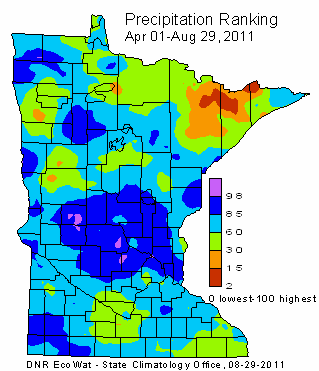 Precipitation Ranking
Apr 01-Aug 29, 2011
98
85
60
30
15
2
0 lowest-100 highest
DNR EcoWat - State Climatology Office, 08-29-2011